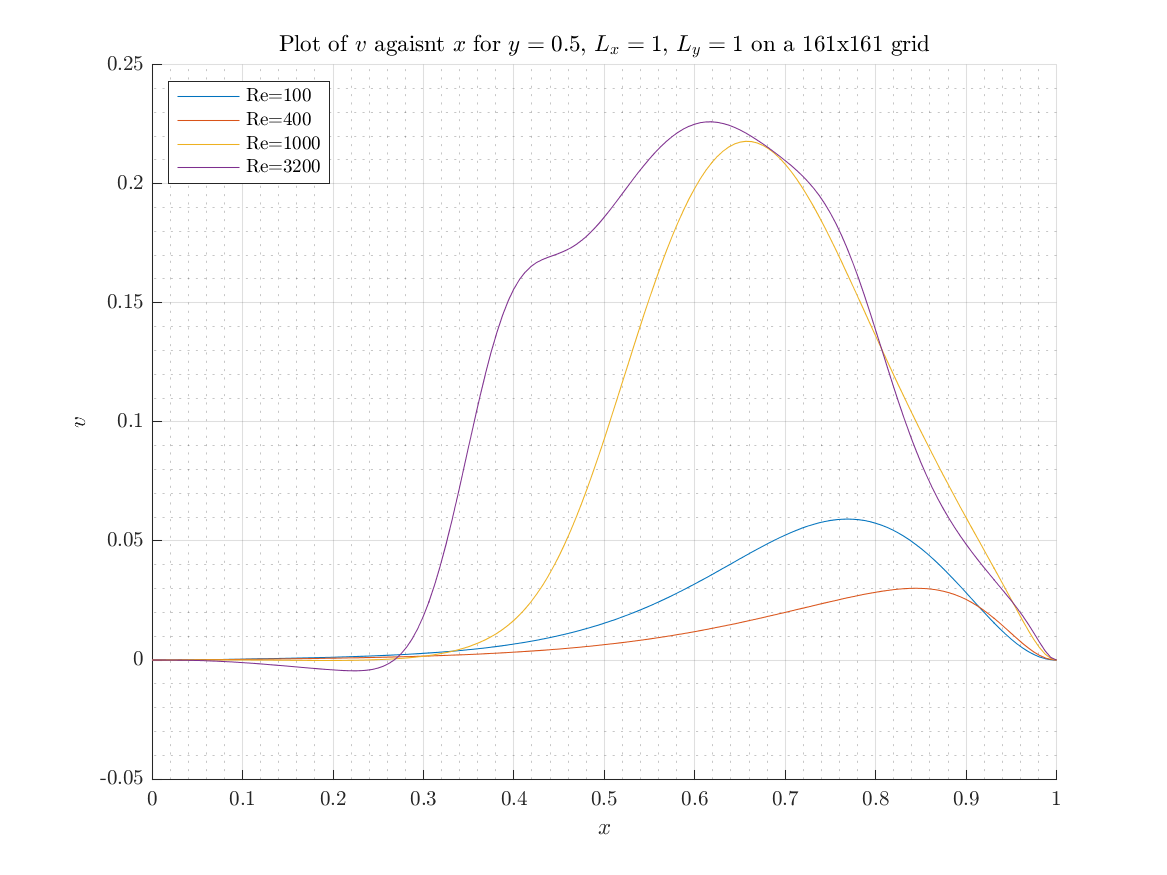 Plot of v agaisnt x for y = 0.5, Lx = 1, Ly = 1 on a 161x161 grid
0.25
Re=100
Re=400
Re=1000
Re=3200
0.2
0.15
0.1
v
0.05
0
-0.05
0 0.1 0.2 0.3 0.4 0.5 0.6 0.7 0.8 0.9 1
x